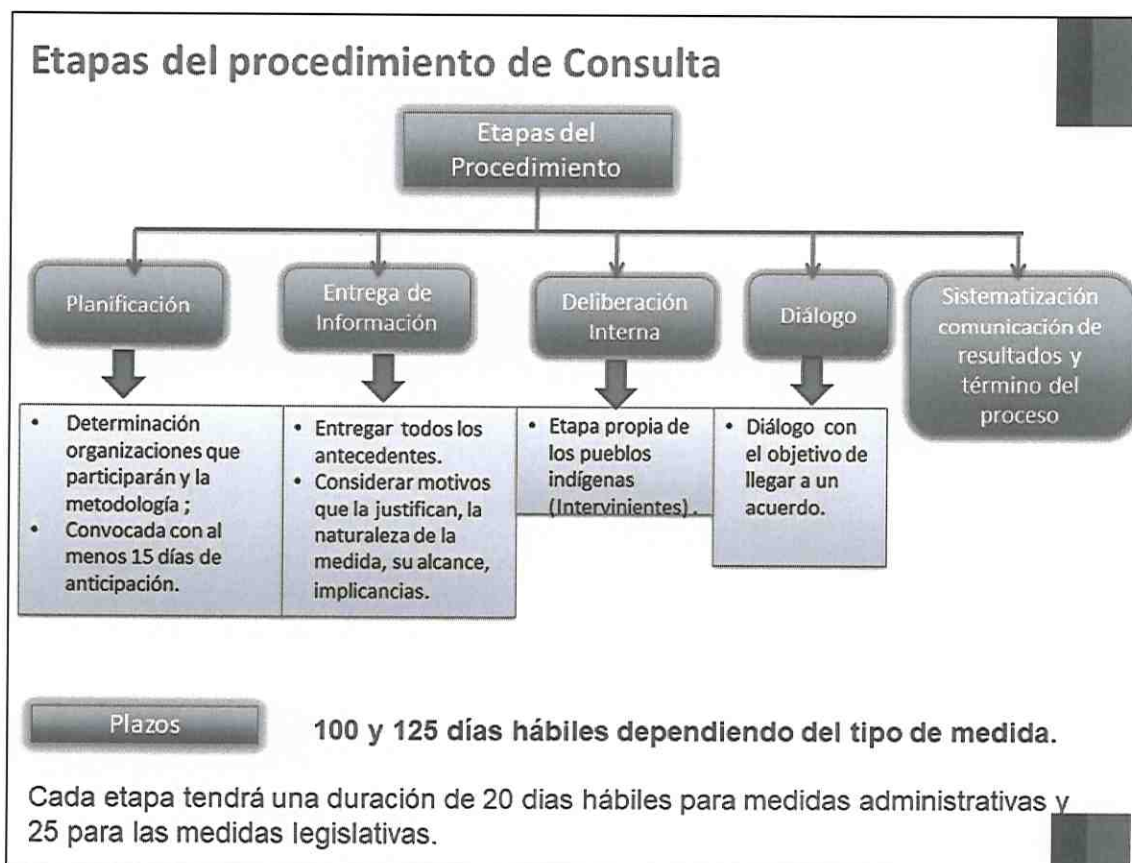 Etapas del procedimiento de Consulta
Etapas del
Procedimiento
Planificación
Entrega de
Información
Deliberación
Interna
Diálogo
Sistematización
comunicación de
resultados y
término del
proceso
• Determinación
organizaciones que
participarán y la
metodología ;
• Convocada con al
menos 15 días de
anticipación.
• Entregar todos los
antecedentes.
• Considerar motivos
que la justifican, la
naturaleza de la
medida, su alcance,
implicancias.
• Etapa propia de
los pueblos
indígenas
(Intervinientes) .
• Diálogo con
el objetivo de
llegar a un
acuerdo.
Plazos
100 y 125 días hábiles dependiendo del tipo de medida.
Cada etapa tendrá una duración de 20 dias hábiles para medidas administrativas y
25 para las medidas legislativas.